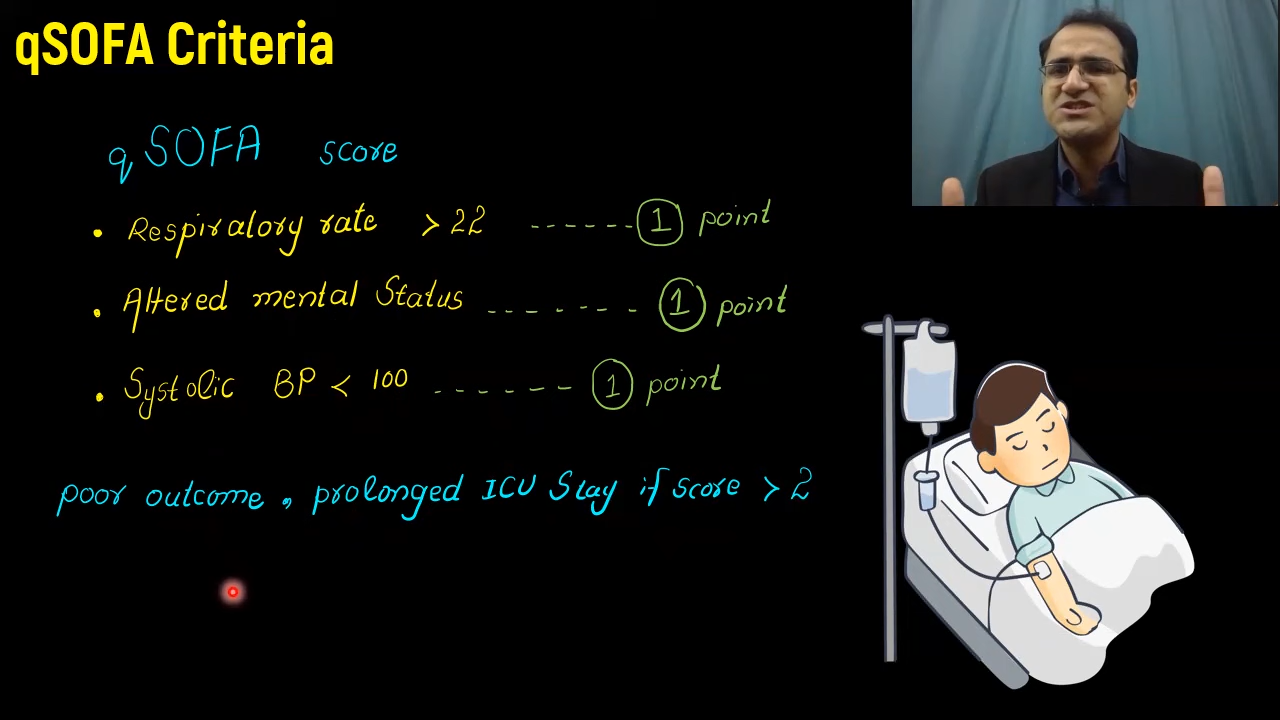 qSOFA Criteria
qSOFA score
• Respiratory rate > 22 ------ 1 point
• Altered mental Status ------- 1 point
• Systolic BP < 100 ------- 1 point
poor outcome, prolonged ICU Stay if score > 2